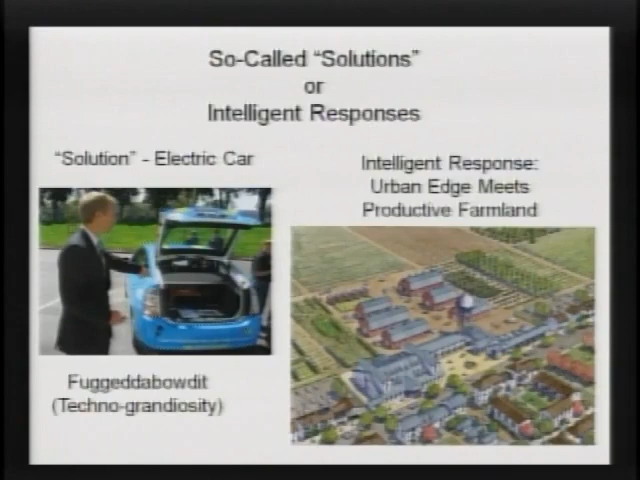 So-Called “Solutions”
or
Intelligent Responses
“Solution” - Electric Car
Intelligent Response:
Urban Edge Meets
Productive Farmland
Fuggeddabowdit
(Techno-grandiosity)